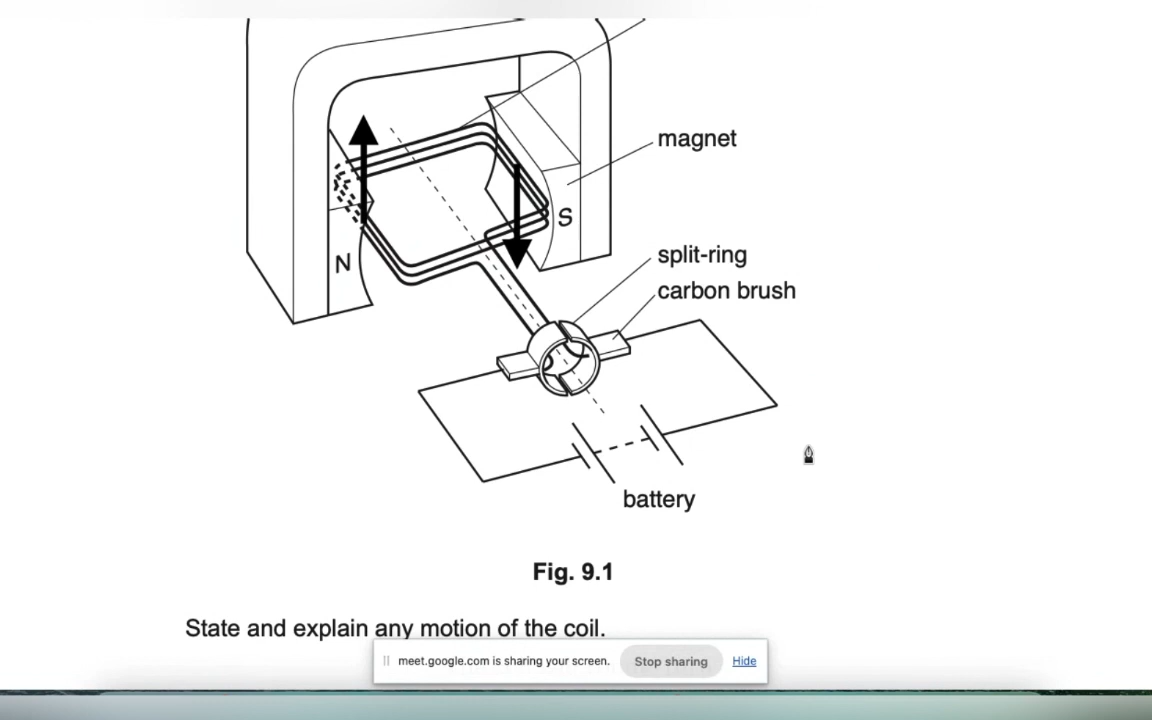 magnet
S
split-ring
N
carbon brush
battery
Fig. 9.1
State and explain any motion of the coil.
meet.google.com is sharing your screen.
Stop sharing
Hide